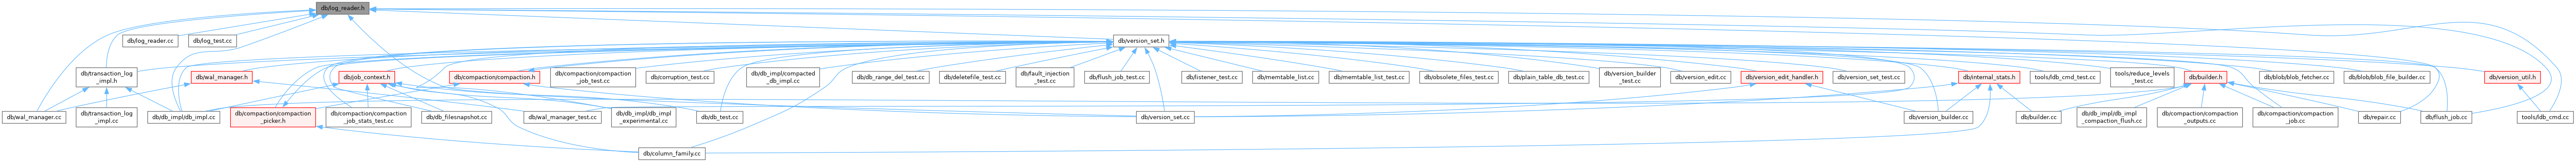 db/log_reader.h
db/log_reader.cc
db/log_test.cc
db/version_set.h
db/transaction_log
_impl.h
db/wal_manager.h
db/job_context.h
db/compaction/compaction.h
db/compaction/compaction
_job_test.cc
db/corruption_test.cc
db/db_impl/compacted
_db_impl.cc
db/db_range_del_test.cc
db/deletefile_test.cc
db/fault_injection
_test.cc
db/flush_job_test.cc
db/listener_test.cc
db/memtable_list.cc
db/memtable_list_test.cc
db/obsolete_files_test.cc
db/plain_table_db_test.cc
db/version_builder
_test.cc
db/version_edit.cc
db/version_edit_handler.h
db/version_set_test.cc
db/internal_stats.h
tools/ldb_cmd_test.cc
tools/reduce_levels
_test.cc
db/builder.h
db/blob/blob_fetcher.cc
db/blob/blob_file_builder.cc
db/version_util.h
db/wal_manager.cc
db/transaction_log
_impl.cc
db/db_impl/db_impl.cc
db/compaction/compaction
_picker.h
db/compaction/compaction
_job_stats_test.cc
db/db_filesnapshot.cc
db/wal_manager_test.cc
db/db_impl/db_impl
_experimental.cc
db/db_test.cc
db/version_set.cc
db/version_builder.cc
db/builder.cc
db/db_impl/db_impl
_compaction_flush.cc
db/compaction/compaction
_outputs.cc
db/compaction/compaction
_job.cc
db/repair.cc
db/flush_job.cc
tools/ldb_cmd.cc
db/column_family.cc